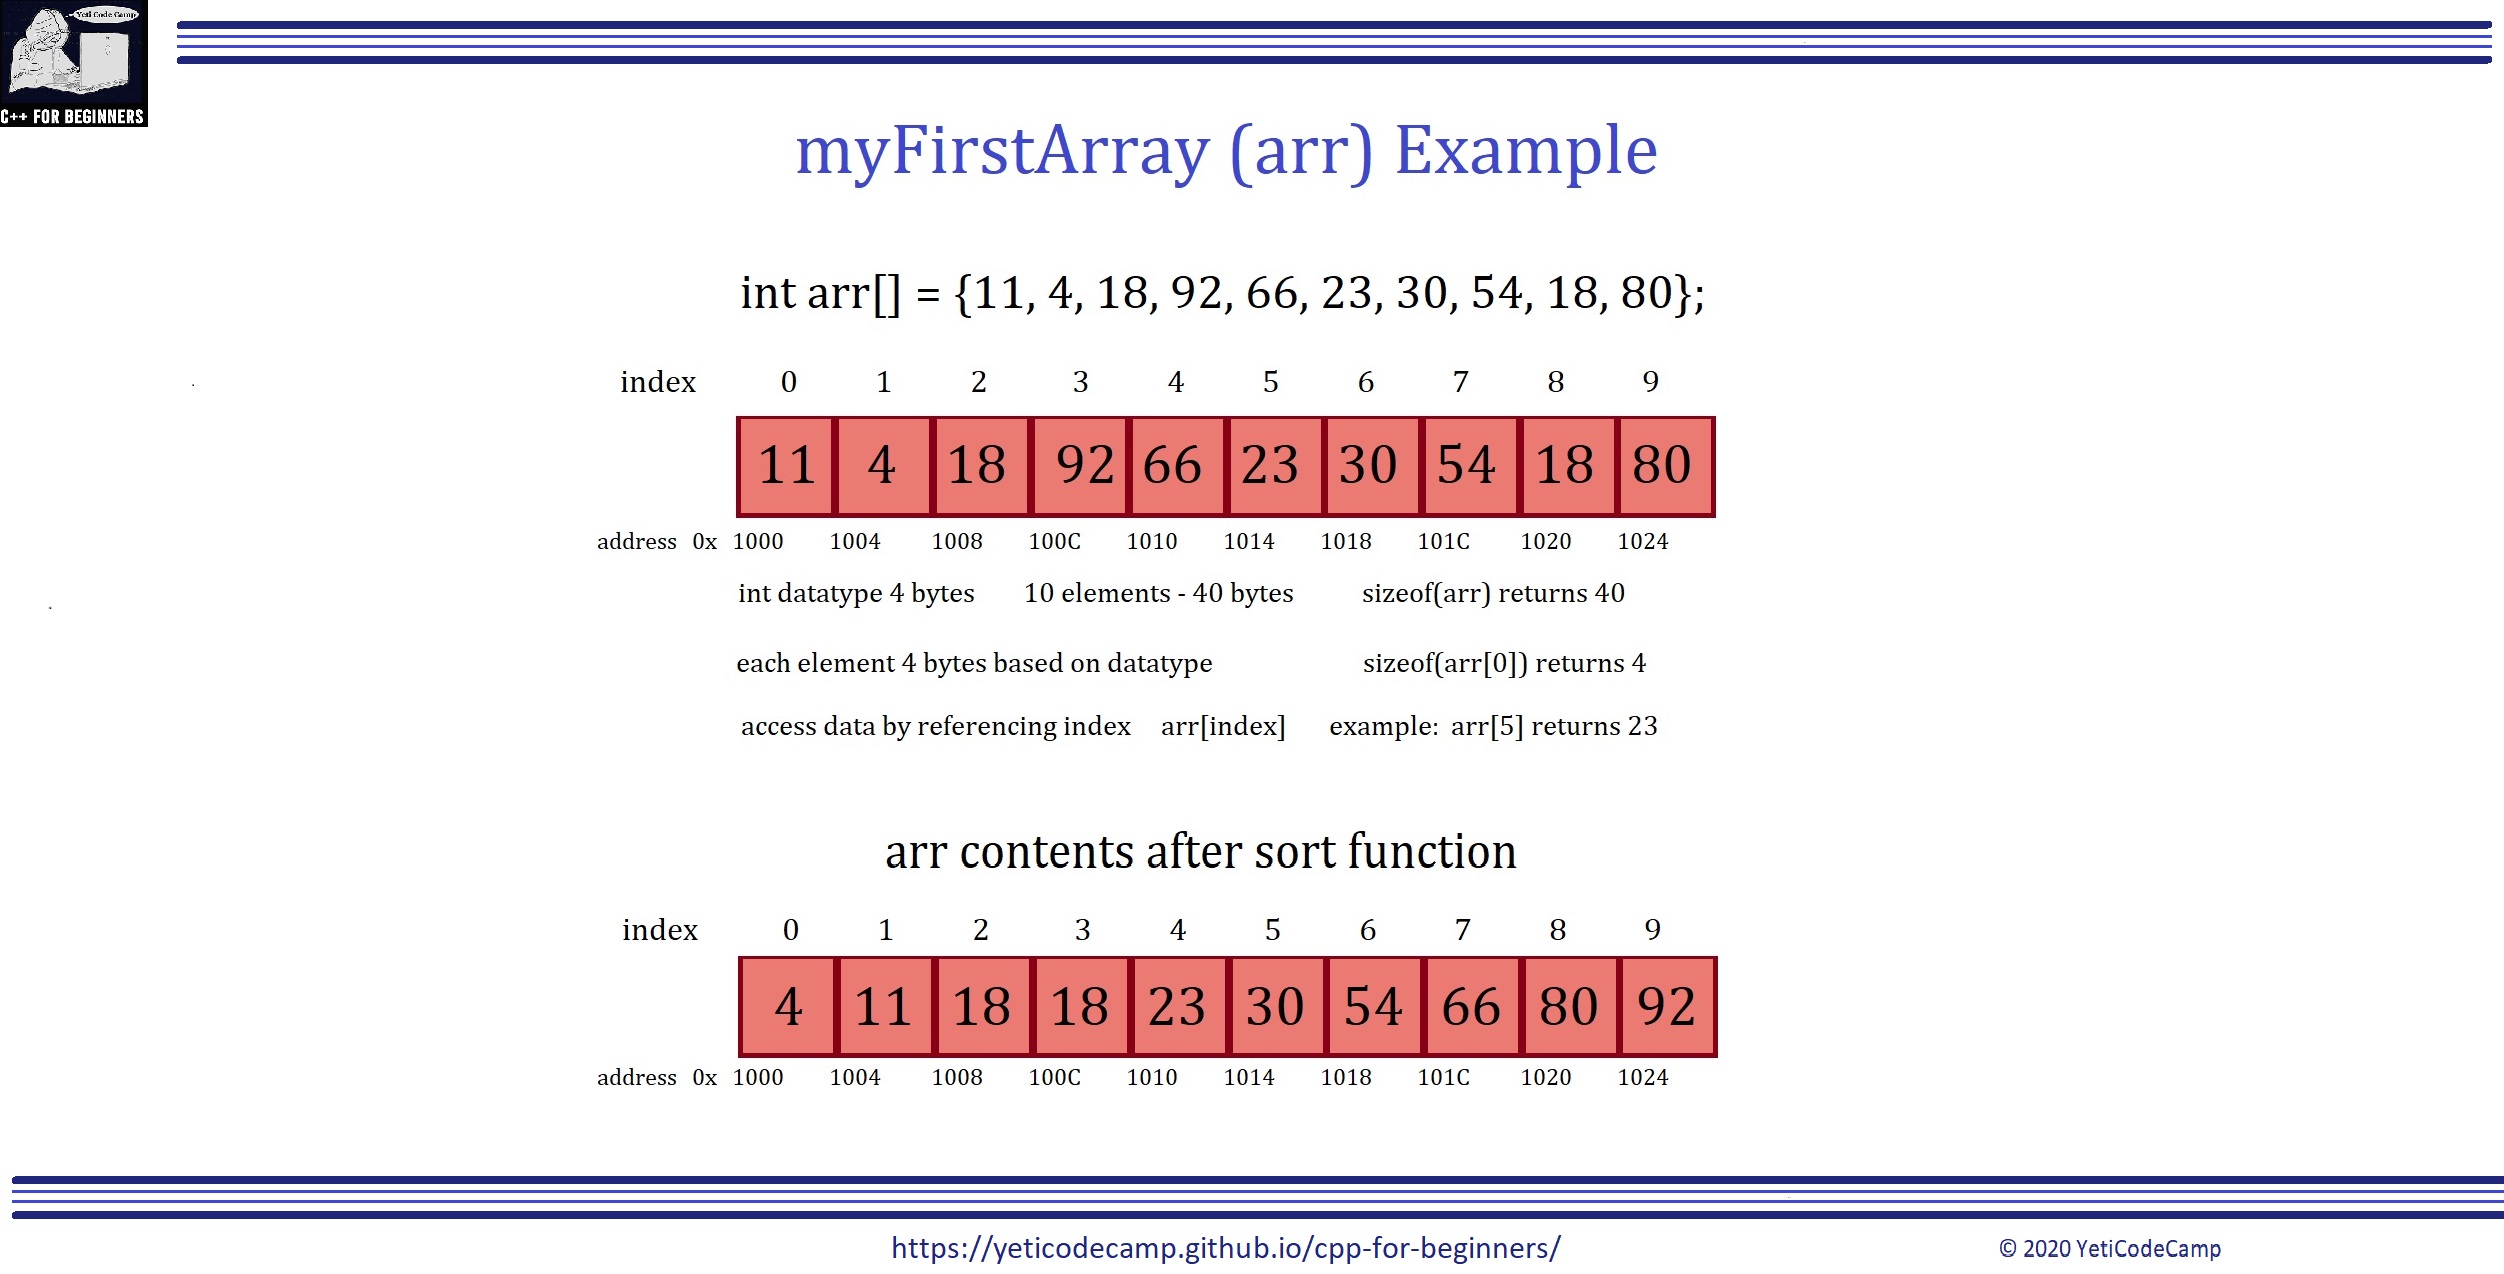 Yeti Code Camp
C++ FOR BEGINNERS
myFirstArray (arr) Example
int arr[] = {11, 4, 18, 92, 66, 23, 30, 54, 18, 80};
index 0 1 2 3 4 5 6 7 8 9
11 4 18 92 66 23 30 54 18 80
address 0x 1000 1004 1008 100C 1010 1014 1018 101C 1020 1024
int datatype 4 bytes 10 elements - 40 bytes sizeof(arr) returns 40
each element 4 bytes based on datatype sizeof(arr[0]) returns 4
access data by referencing index arr[index] example: arr[5] returns 23
arr contents after sort function
index 0 1 2 3 4 5 6 7 8 9
4 11 18 18 23 30 54 66 80 92
address 0x 1000 1004 1008 100C 1010 1014 1018 101C 1020 1024
https://yeticodecamp.github.io/cpp-for-beginners/ © 2020 YetiCodeCamp